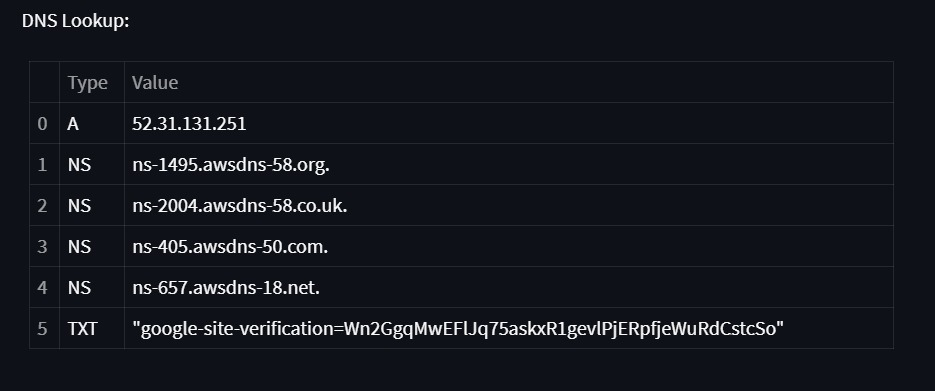 DNS Lookup:
Type Value
0 A 52.31.131.251
1 NS ns-1495.awsdns-58.org.
2 NS ns-2004.awsdns-58.co.uk.
3 NS ns-405.awsdns-50.com.
4 NS ns-657.awsdns-18.net.
5 TXT "google-site-verification=Wn2GgqMwEFlJq75askxR1gevlPjERpfjeWuRdCstcSo"